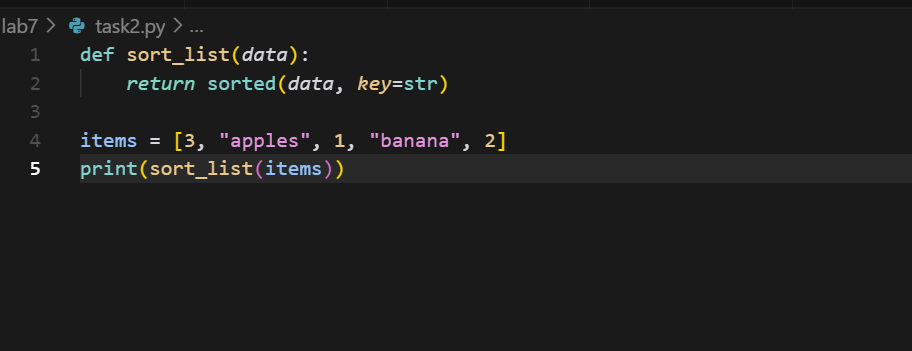 lab7 > task2.py > ...
1 def sort_list(data):
2     return sorted(data, key=str)
3
4 items = [3, "apples", 1, "banana", 2]
5 print(sort_list(items))